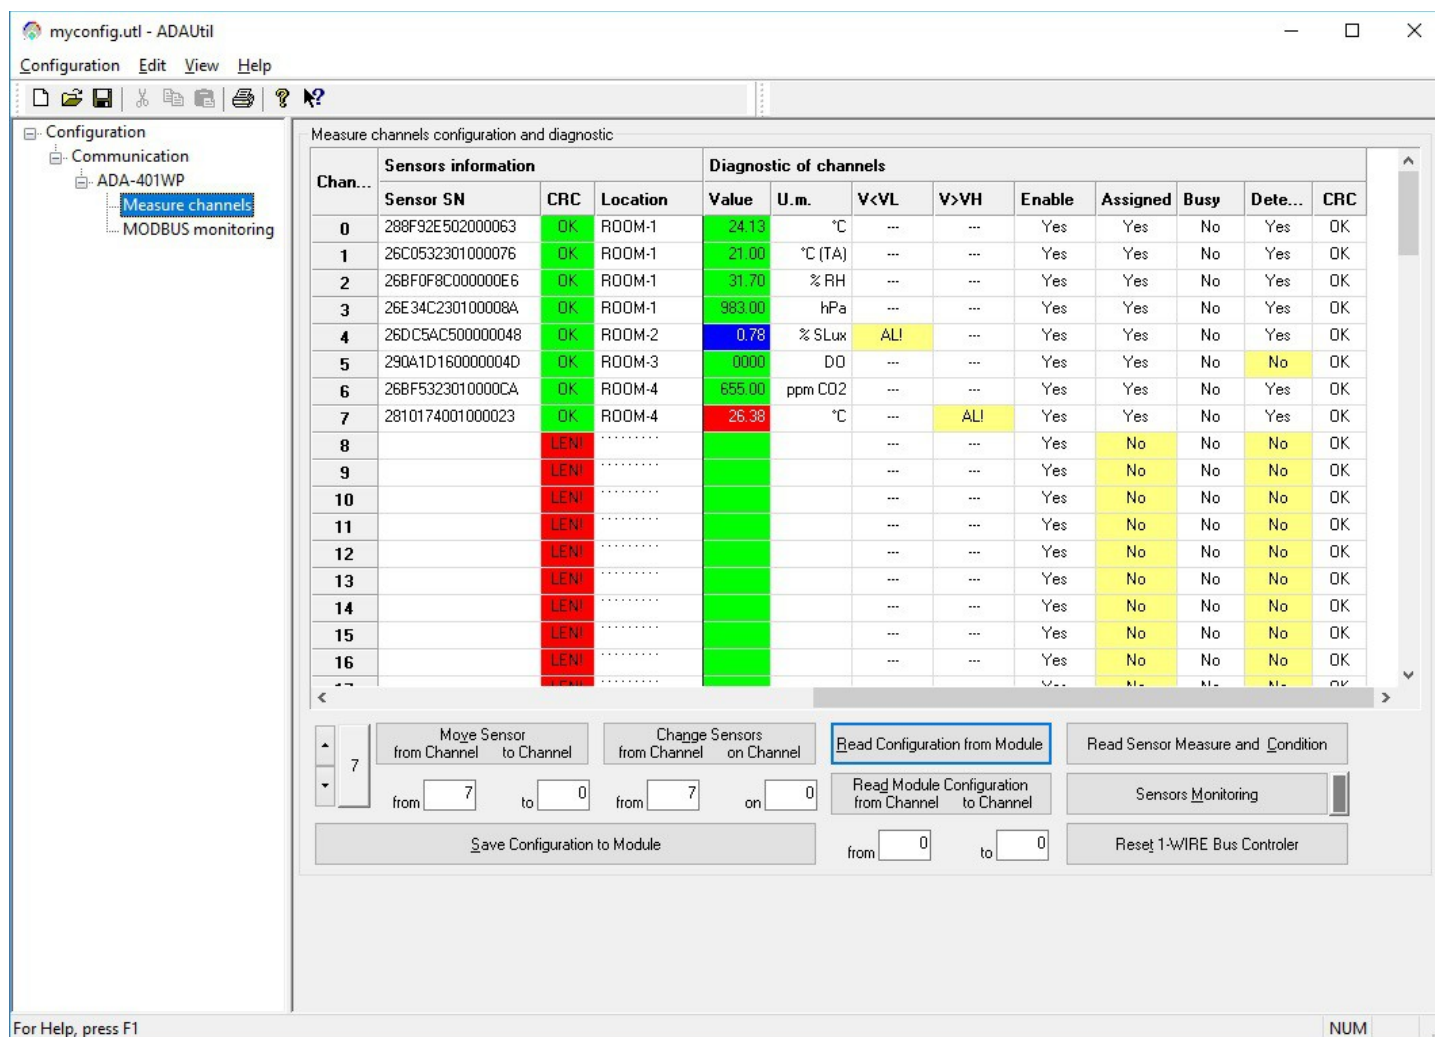 myconfig.utl - ADAUtil
Configuration Edit View Help
Configuration
Communication
ADA-401WP
Measure channels
MODBUS monitoring
Measure channels configuration and diagnostic
Chan... Sensors information Diagnostic of channels
Sensor SN CRC Location Value U.m. V<VL V>VH Enable Assigned Busy Dete... CRC
0 288F92E502000063 OK ROOM-1 24.13 °C --- --- Yes Yes No Yes OK
1 26C0532301000076 OK ROOM-1 21.00 °C (TA) --- --- Yes Yes No Yes OK
2 26BF0F8C000000E6 OK ROOM-1 31.70 % RH --- --- Yes Yes No Yes OK
3 26E34C230100008A OK ROOM-1 983.00 hPa --- --- Yes Yes No Yes OK
4 26DC5AC500000048 OK ROOM-2 0.78 % SLux AL! --- Yes Yes No Yes OK
5 290A1D160000004D OK ROOM-3 0000 DO --- --- Yes Yes No No OK
6 26BF5323010000CA OK ROOM-4 655.00 ppm CO2 --- --- Yes Yes No Yes OK
7 2810174001000023 OK ROOM-4 26.38 °C --- AL! Yes Yes No Yes OK
8 LEN! ......... --- --- Yes No No No OK
9 LEN! ......... --- --- Yes No No No OK
10 LEN! ......... --- --- Yes No No No OK
11 LEN! ......... --- --- Yes No No No OK
12 LEN! ......... --- --- Yes No No No OK
13 LEN! ......... --- --- Yes No No No OK
14 LEN! ......... --- --- Yes No No No OK
15 LEN! ......... --- --- Yes No No No OK
16 LEN! ......... --- --- Yes No No No OK
7
Move Sensor
from Channel to Channel
Change Sensors
from Channel on Channel
Read Configuration from Module
Read Sensor Measure and Condition
from 7 to 0
from 7 on 0
Read Module Configuration
from Channel to Channel
Sensors Monitoring
Save Configuration to Module
from 0 to 0
Reset 1-WIRE Bus Controler
For Help, press F1
NUM